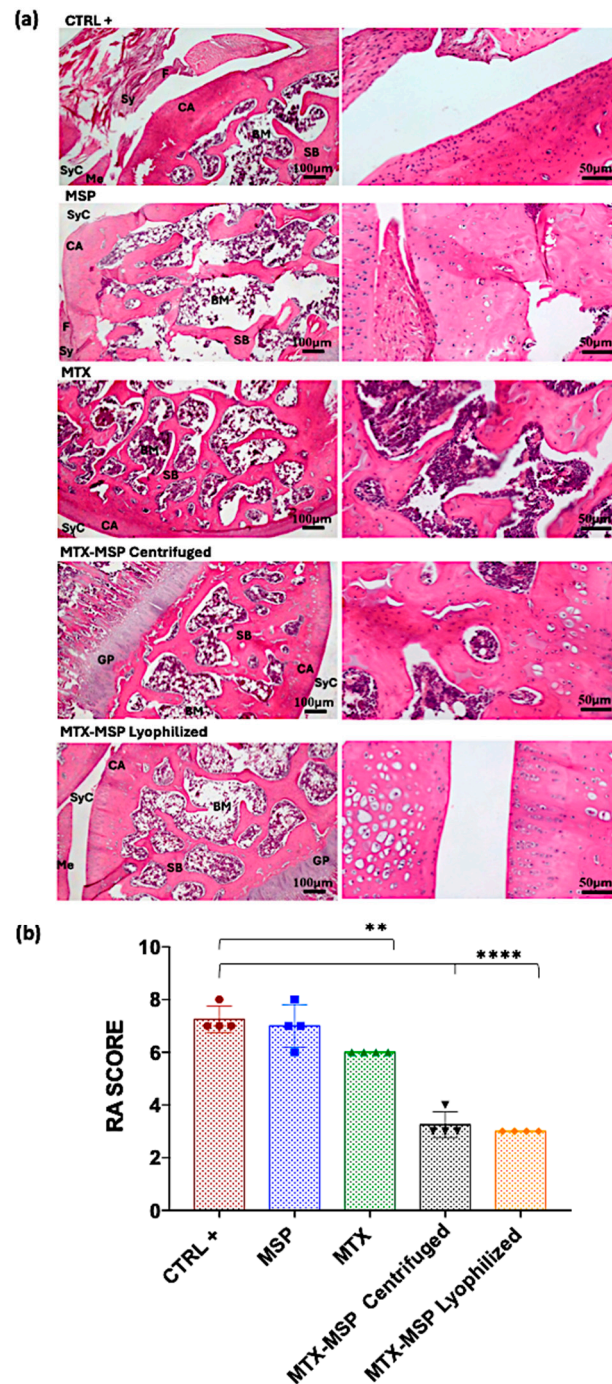 (a)
CTRL +
F
Sy
CA
BM
SB
SyC
Me
100µm
50µm
MSP
SyC
CA
BM
F
SB
Sy
100µm
50µm
MTX
BM
SB
SyC
CA
100µm
50µm
MTX-MSP Centrifuged
GP
SB
CA
SyC
BM
100µm
50µm
MTX-MSP Lyophilized
CA
SyC
BM
Me
SB
GP
100µm
50µm
(b)
**
****
10
8
6
4
2
0
RA SCORE
CTRL +
MSP
MTX
MTX-MSP Centrifuged
MTX-MSP Lyophilized